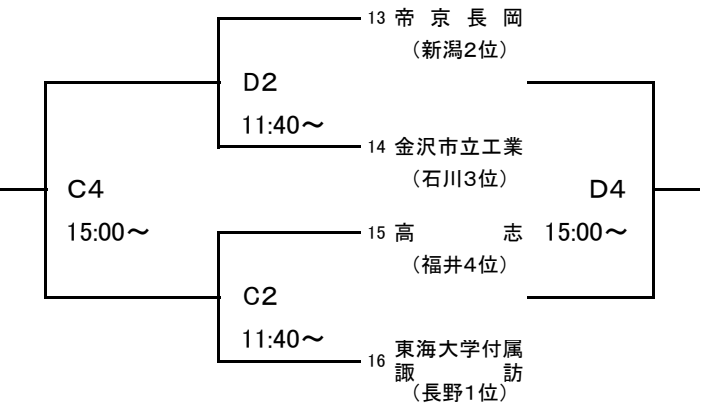 13 帝京長岡
（新潟2位）
D2
11:40～
14 金沢市立工業
（石川3位）
C4
15:00～
D4
15:00～
15 高志
（福井4位）
C2
11:40～
16 東海大学付属
諏訪
（長野1位）